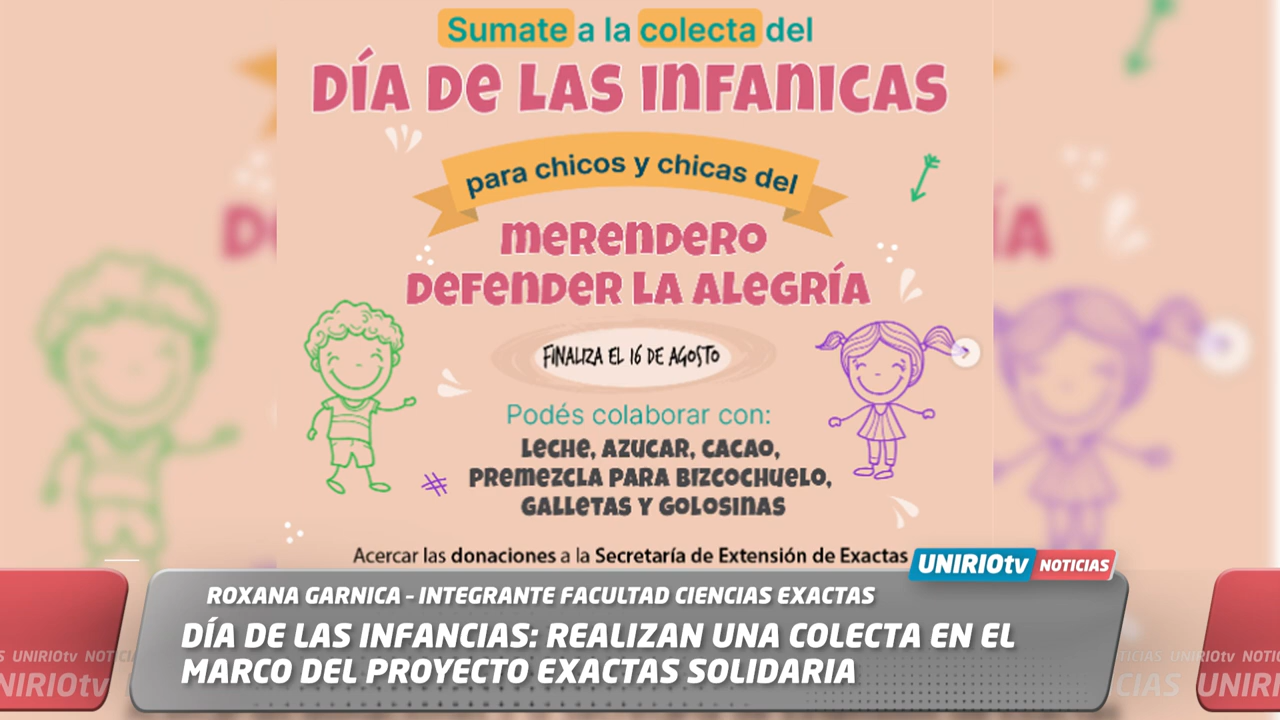 Sumate a la colecta del
DÍA DE LAS INFANICAS
para chicos y chicas del
MERENDERO
DEFENDER LA ALEGRÍA
FINALIZA EL 16 DE AGOSTO
Podés colaborar con:
LECHE, AZUCAR, CACAO,
PREMEZCLA PARA BIZCOCHUELO,
GALLETAS Y GOLOSINAS
Acercar las donaciones a la Secretaría de Extensión de Exactas
UNIRIOtv NOTICIAS
ROXANA GARNICA - INTEGRANTE FACULTAD CIENCIAS EXACTAS
DÍA DE LAS INFANCIAS: REALIZAN UNA COLECTA EN EL
MARCO DEL PROYECTO EXACTAS SOLIDARIA